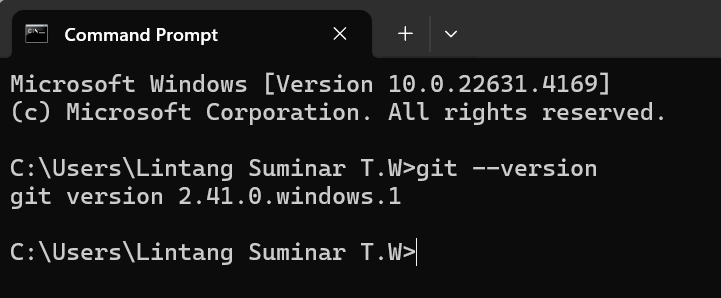 Command Prompt
Microsoft Windows [Version 10.0.22631.4169]
(c) Microsoft Corporation. All rights reserved.
C:\Users\Lintang Suminar T.W>git --version
git version 2.41.0.windows.1
C:\Users\Lintang Suminar T.W>